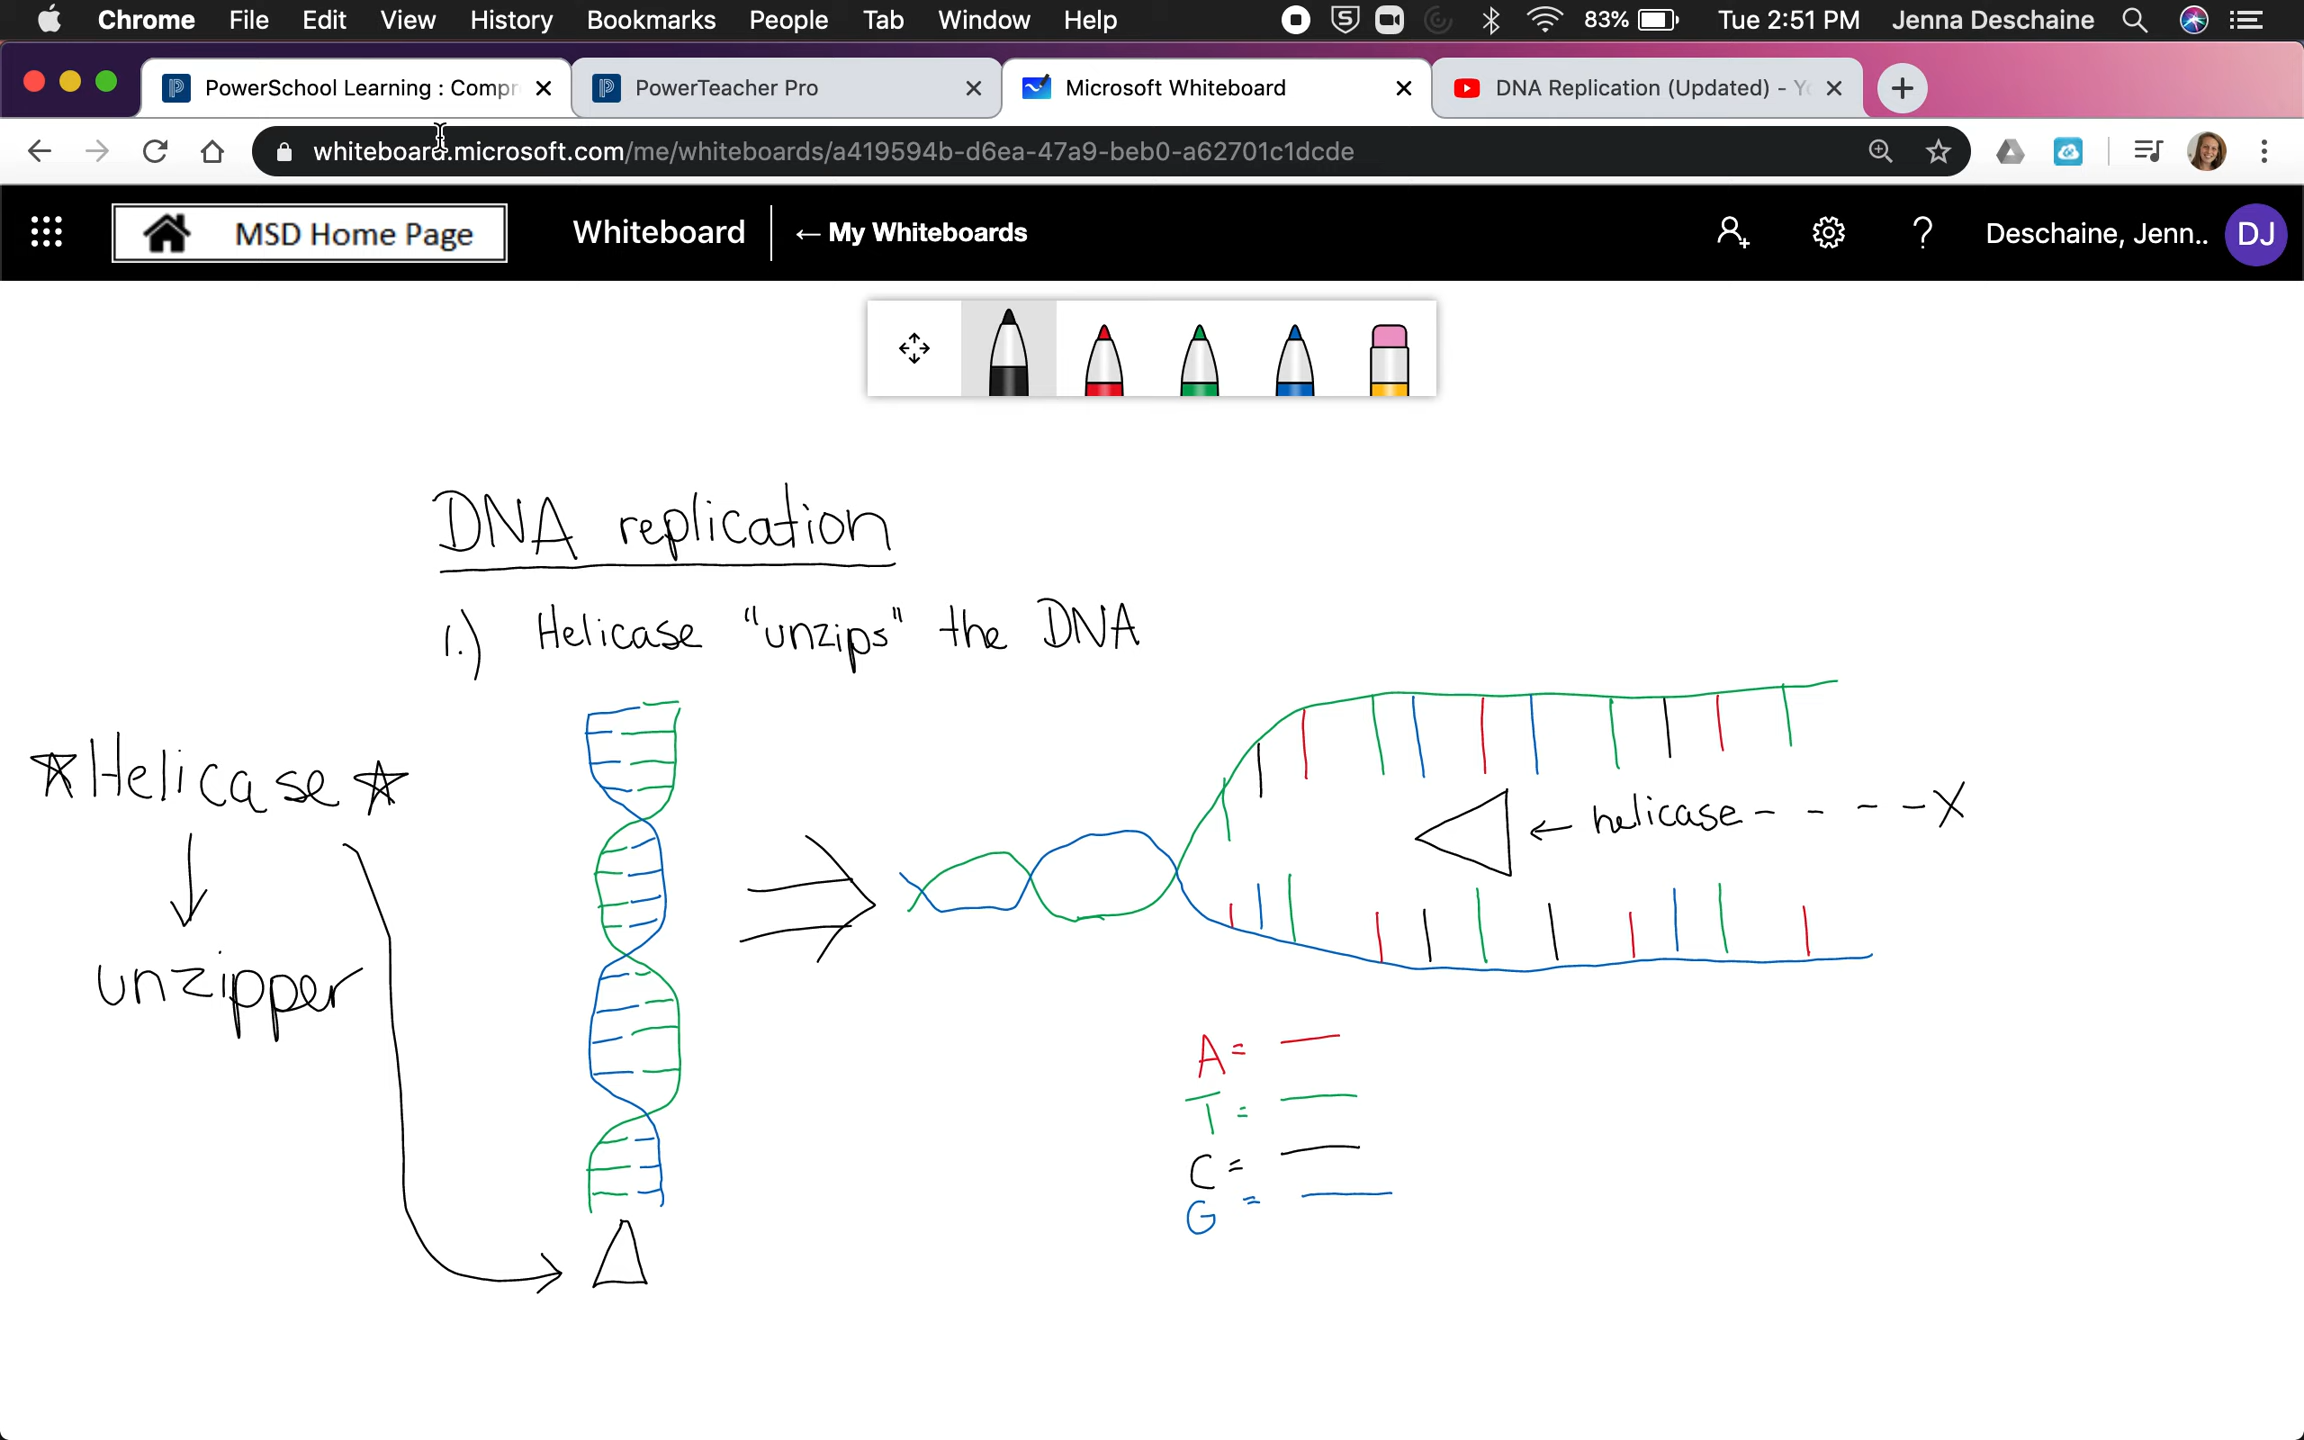 Chrome File Edit View History Bookmarks People Tab Window Help 83% Tue 2:51 PM Jenna Deschaine
PowerSchool Learning : Compr
PowerTeacher Pro
Microsoft Whiteboard
DNA Replication (Updated) - Y
whiteboard.microsoft.com/me/whiteboards/a419594b-d6ea-47a9-beb0-a62701c1dcde
MSD Home Page
Whiteboard
← My Whiteboards
?
Deschaine, Jenn..
DJ
DNA replication
1.) Helicase "unzips" the DNA
Helicase
unzipper
← helicase - - - - X
A =
T =
C =
G =